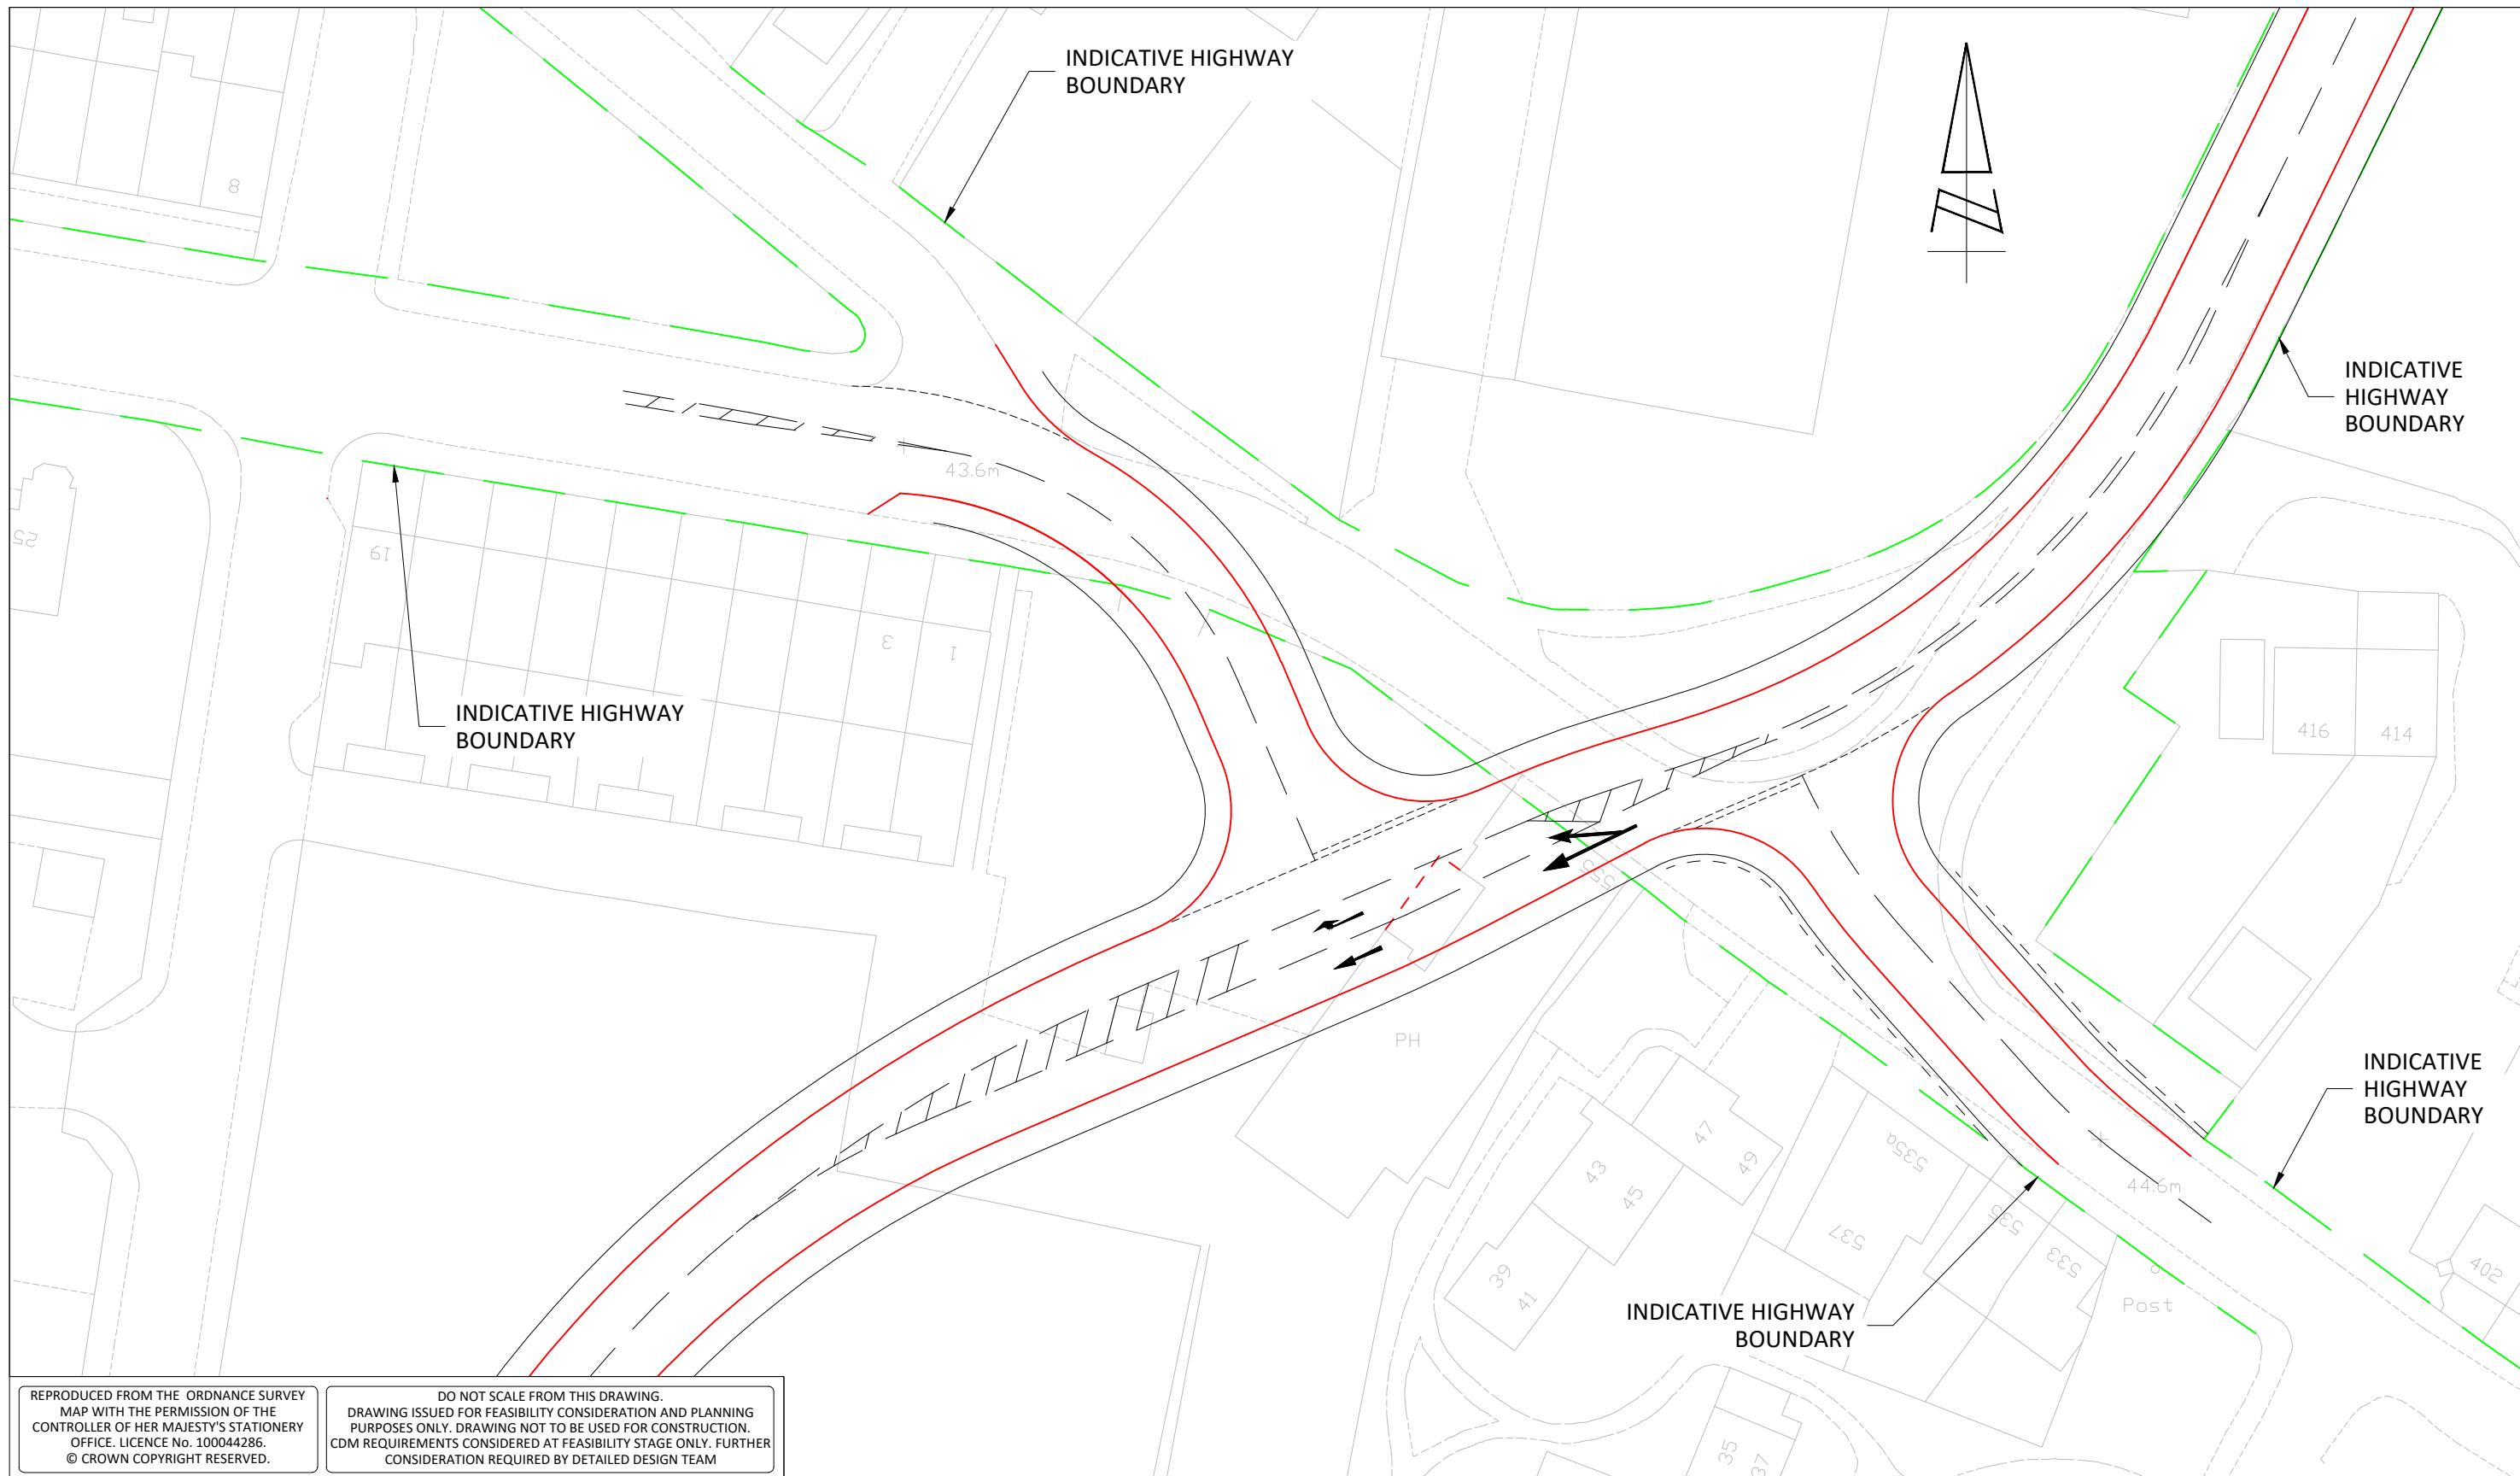 INDICATIVE HIGHWAY
BOUNDARY
8
INDICATIVE
HIGHWAY
BOUNDARY
43.6m
25
19
3
1
INDICATIVE HIGHWAY
BOUNDARY
416
414
555
PH
INDICATIVE
HIGHWAY
BOUNDARY
47
49
43
45
535a
44.6m
537
535
533
39
41
402
Post
INDICATIVE HIGHWAY
BOUNDARY
35
37
REPRODUCED FROM THE ORDNANCE SURVEY
MAP WITH THE PERMISSION OF THE
CONTROLLER OF HER MAJESTY'S STATIONERY
OFFICE. LICENCE No. 100044286.
© CROWN COPYRIGHT RESERVED.
DO NOT SCALE FROM THIS DRAWING.
DRAWING ISSUED FOR FEASIBILITY CONSIDERATION AND PLANNING
PURPOSES ONLY. DRAWING NOT TO BE USED FOR CONSTRUCTION.
CDM REQUIREMENTS CONSIDERED AT FEASIBILITY STAGE ONLY. FURTHER
CONSIDERATION REQUIRED BY DETAILED DESIGN TEAM